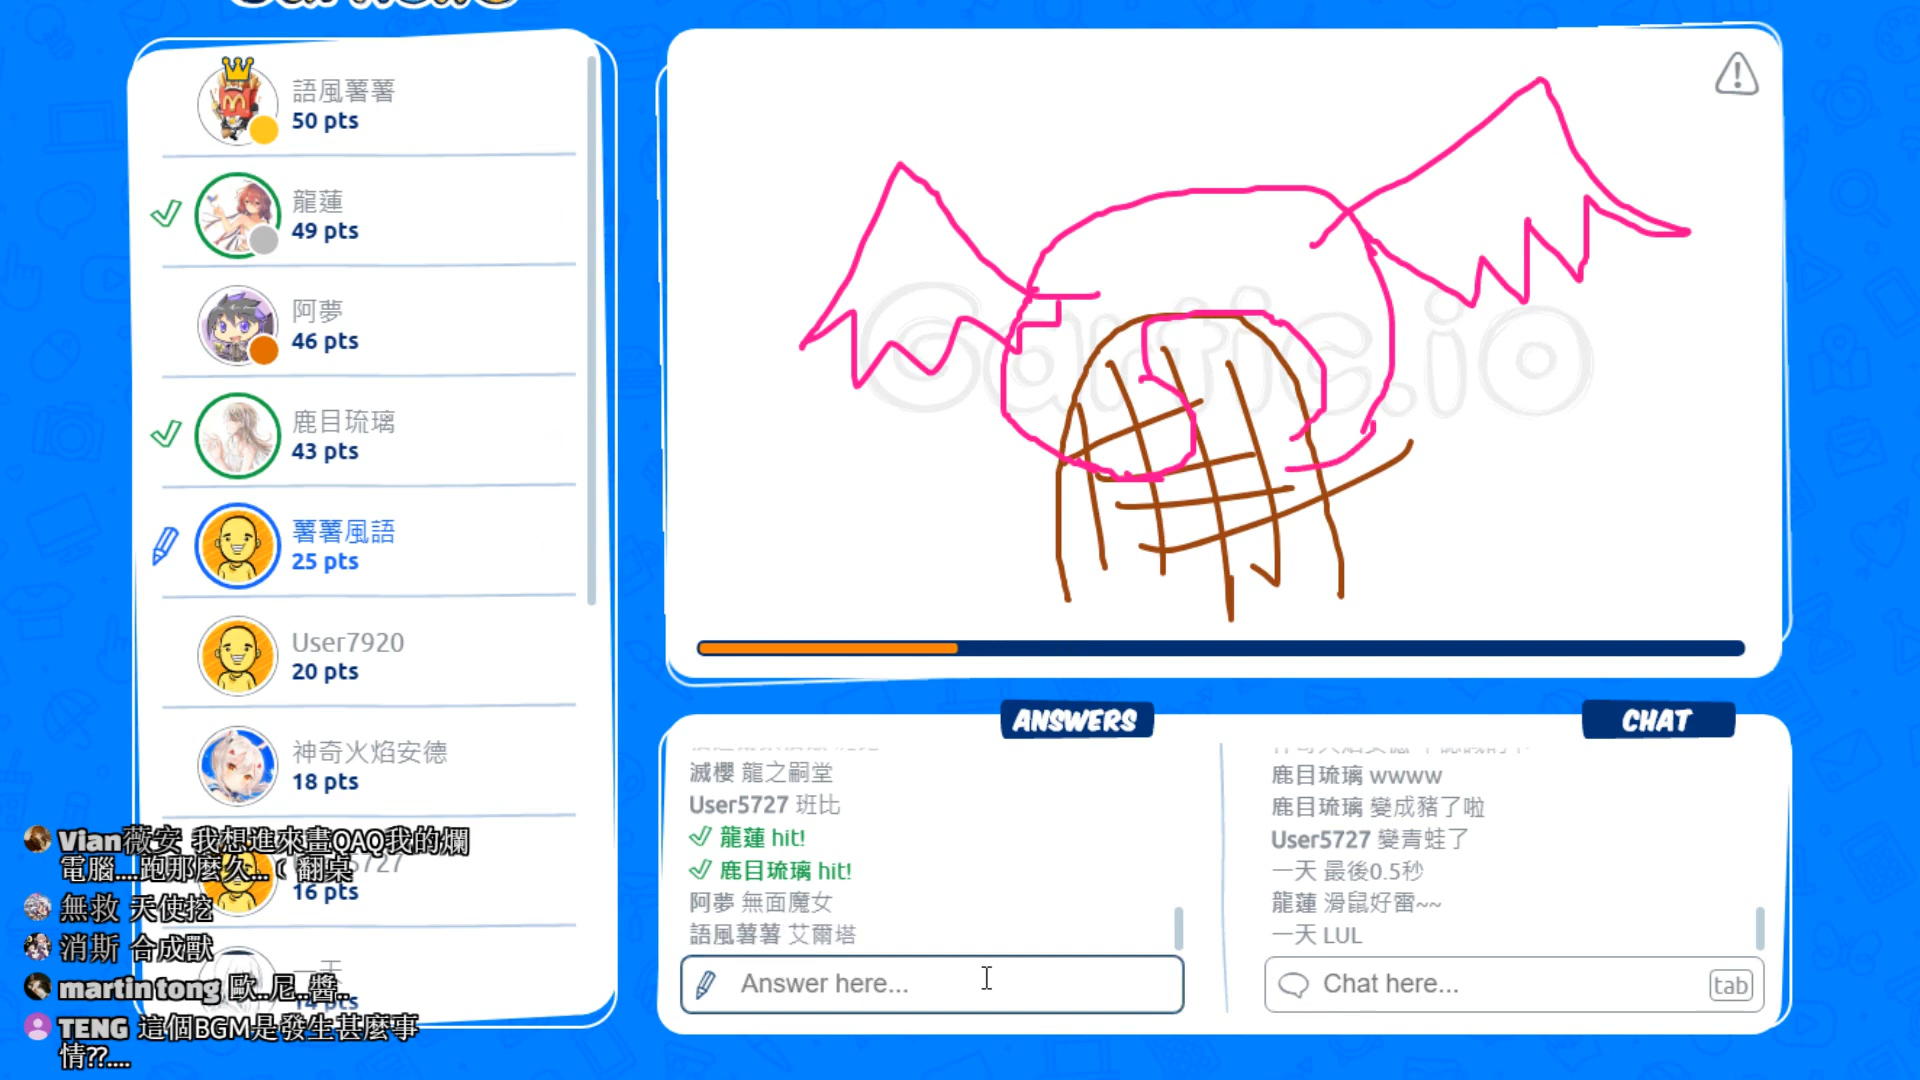 語風薯薯
50 pts
龍蓮
49 pts
阿夢
46 pts
鹿目琉璃
43 pts
薯薯風語
25 pts
User7920
20 pts
神奇火焰安德
18 pts
5727
16 pts
一天
14 pts
Vian薇安 我想進來畫QAQ我的爛
電腦....跑那麼久...﹙翻桌
無救 天使挖
消斯 合成獸
martin tong 歐..尼..醬..
TENG 這個BGM是發生甚麼事
情??....
Gartic.io
ANSWERS
滅櫻 龍之嗣堂
User5727 班比
龍蓮 hit!
鹿目琉璃 hit!
阿夢 無面魔女
語風薯薯 艾爾塔
Answer here...
CHAT
鹿目琉璃 wwww
鹿目琉璃 變成豬了啦
User5727 變青蛙了
一天 最後0.5秒
龍蓮 滑鼠好雷~~
一天 LUL
Chat here...
tab